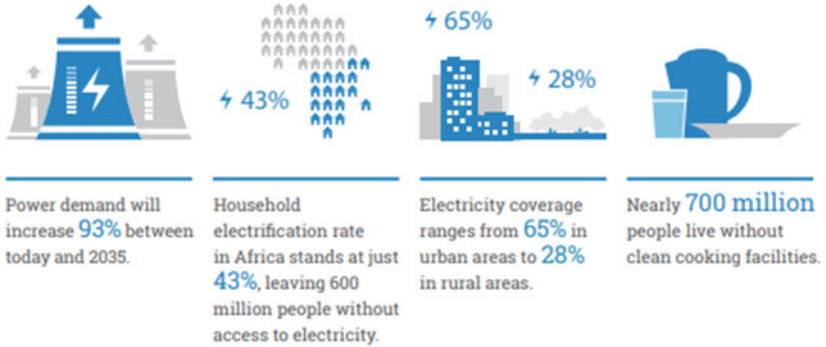 65%
43%
28%
Power demand will
increase 93% between
today and 2035.
Household
electrification rate
in Africa stands at just
43%, leaving 600
million people without
access to electricity.
Electricity coverage
ranges from 65% in
urban areas to 28%
in rural areas.
Nearly 700 million
people live without
clean cooking facilities.